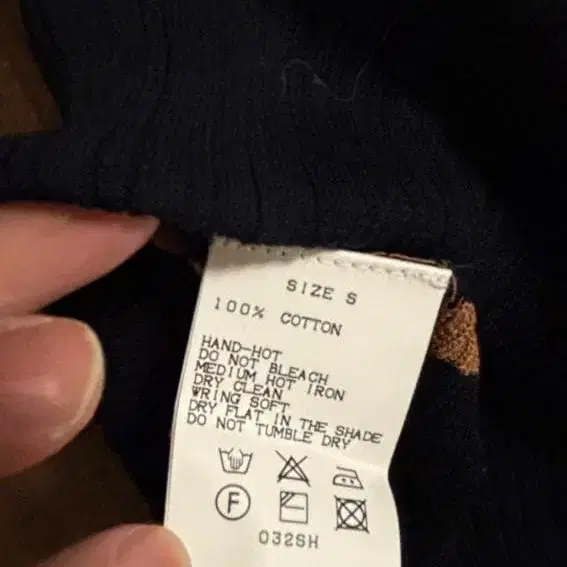 SIZE S
100% COTTON
HAND-HOT
DO NOT BLEACH
MEDIUM HOT IRON
DRY CLEAN
WRING SOFT
DRY FLAT IN THE SHADE
DO NOT TUMBLE DRY
F
032SH